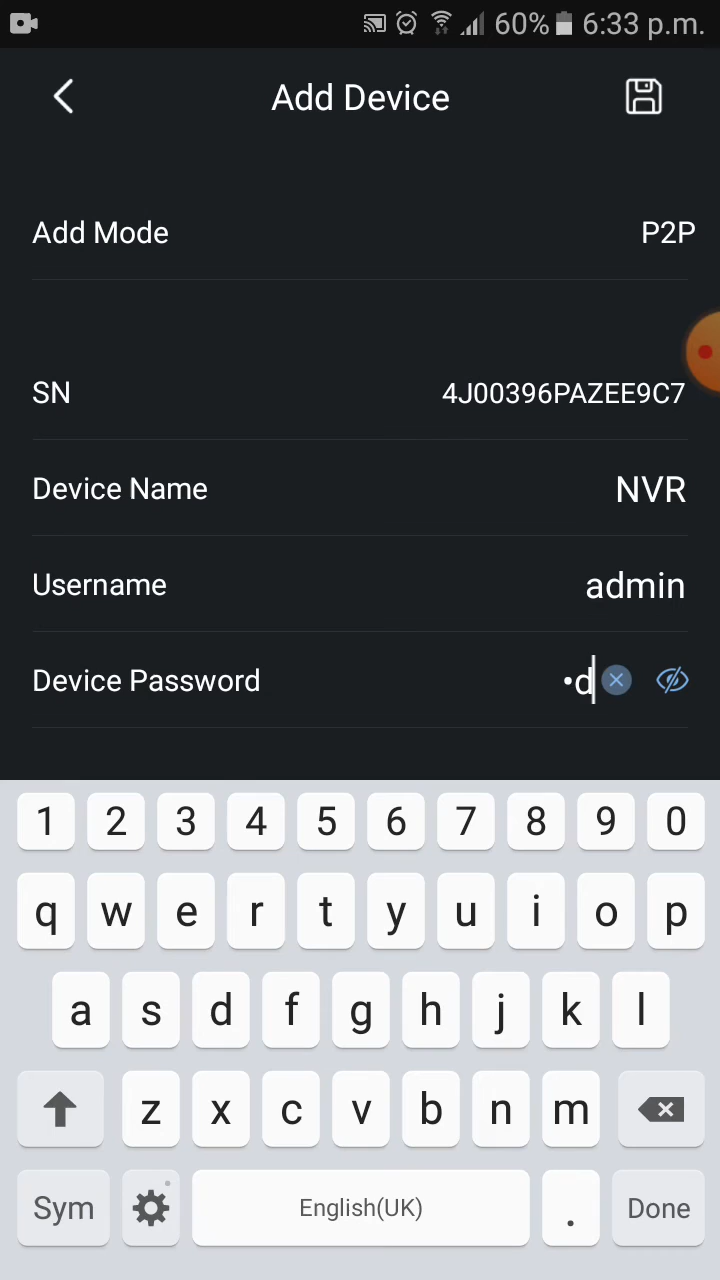 60% 6:33 p.m.
Add Device
Add Mode P2P
SN 4J00396PAZEE9C7
Device Name NVR
Username admin
Device Password •d
1 2 3 4 5 6 7 8 9 0
q w e r t y u i o p
a s d f g h j k l
z x c v b n m
Sym English(UK) . Done